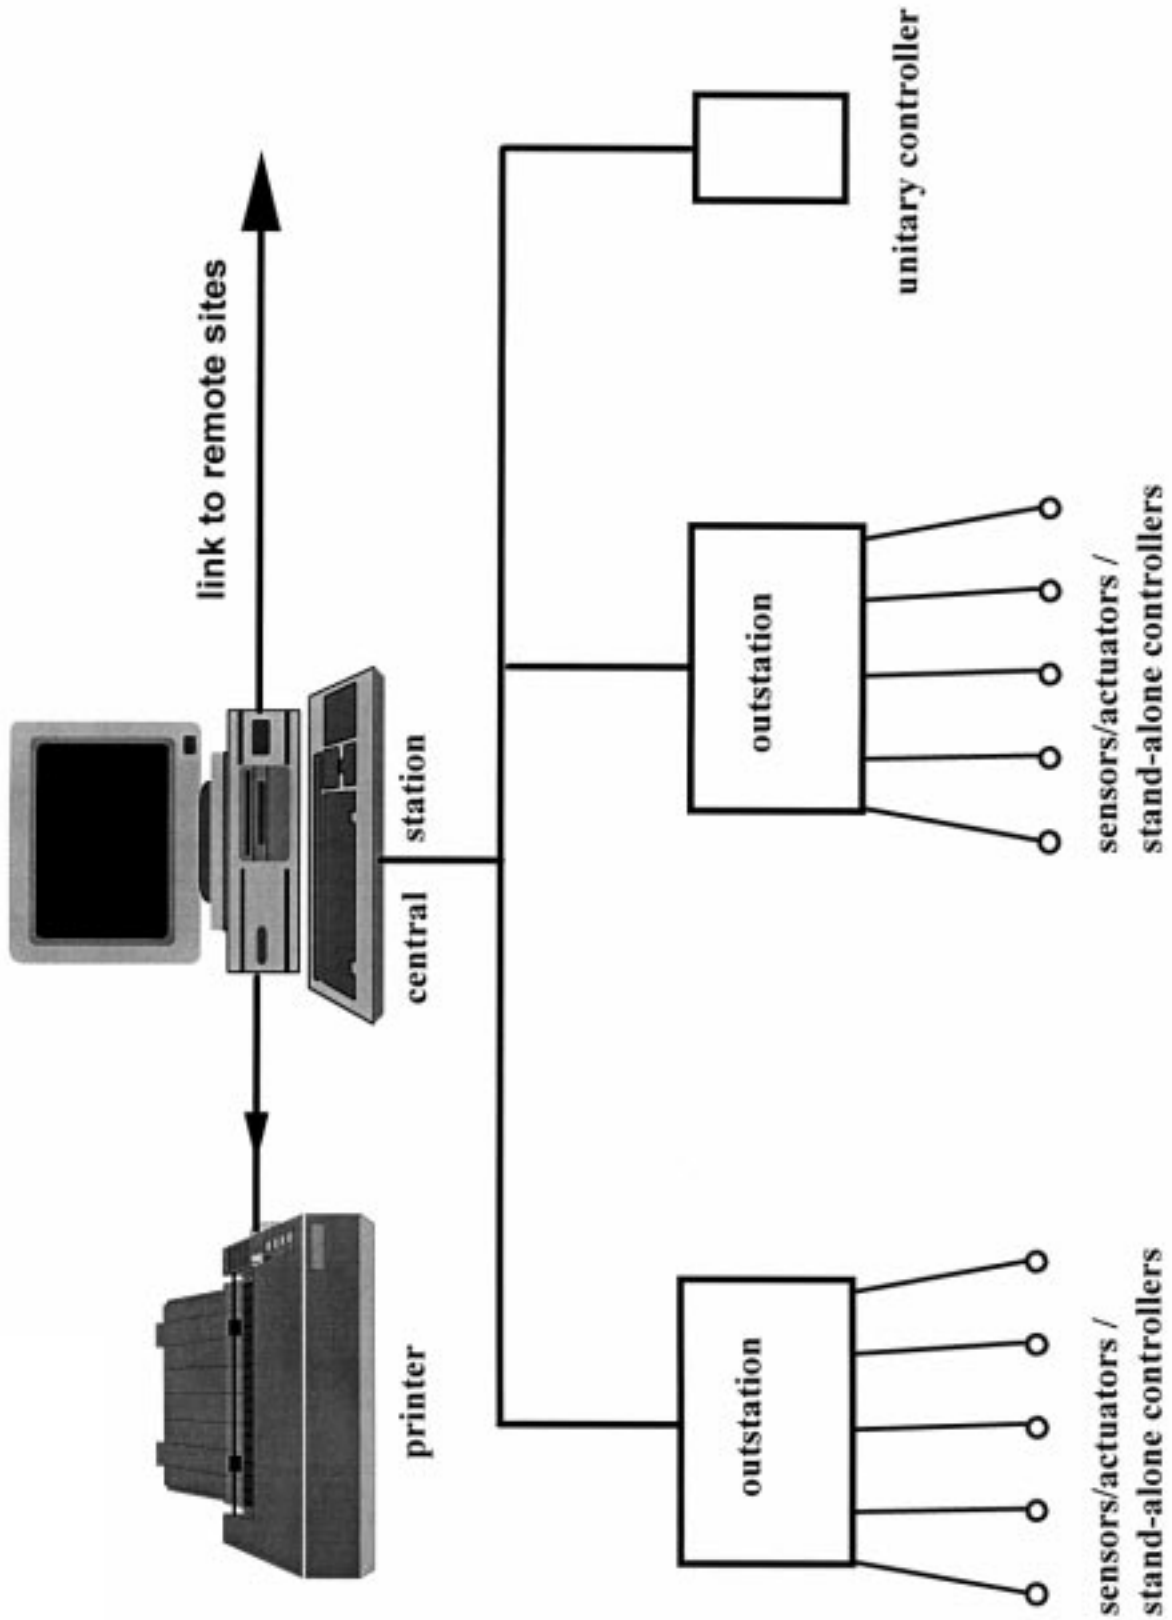 link to remote sites
printer
central station
outstation
outstation
unitary controller
sensors/actuators /
stand-alone controllers
sensors/actuators /
stand-alone controllers